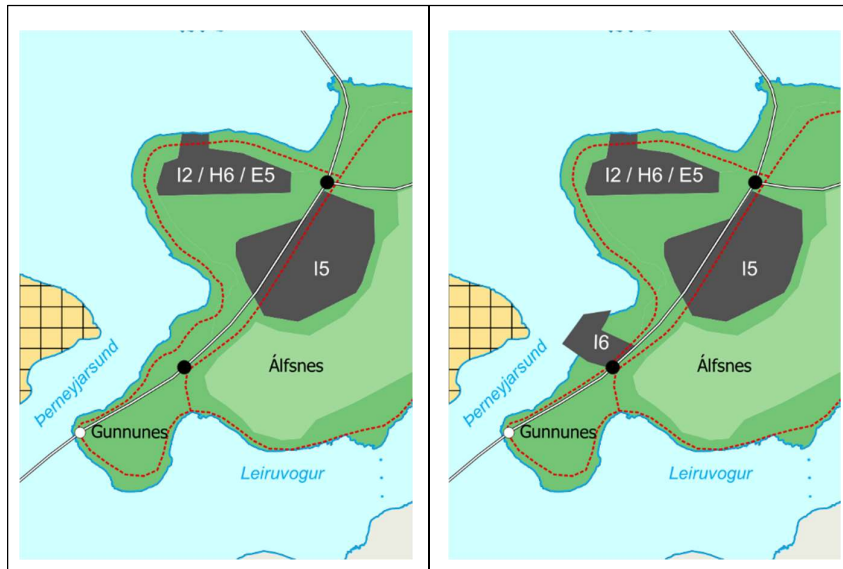 I2 / H6 / E5
I5
Álfsnes
Þerneyjarsund
Gunnunes
Leiruvogur
I2 / H6 / E5
I5
I6
Álfsnes
Þerneyjarsund
Gunnunes
Leiruvogur